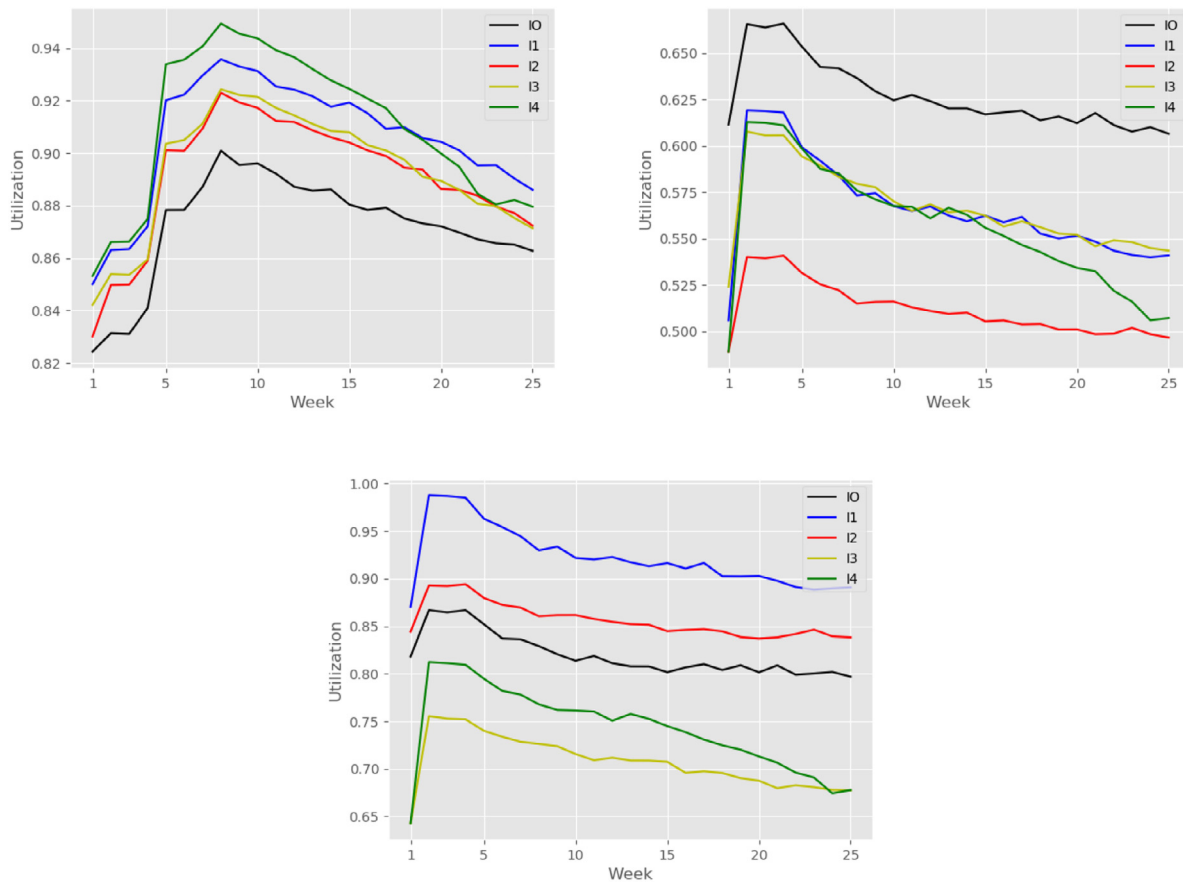 0.94
0.92
0.90
0.88
0.86
0.84
0.82
Utilization
1
5
10
15
20
25
Week
IO
I1
I2
I3
I4
0.650
0.625
0.600
0.575
0.550
0.525
0.500
Utilization
1
5
10
15
20
25
Week
IO
I1
I2
I3
I4
1.00
0.95
0.90
0.85
0.80
0.75
0.70
0.65
Utilization
1
5
10
15
20
25
Week
IO
I1
I2
I3
I4